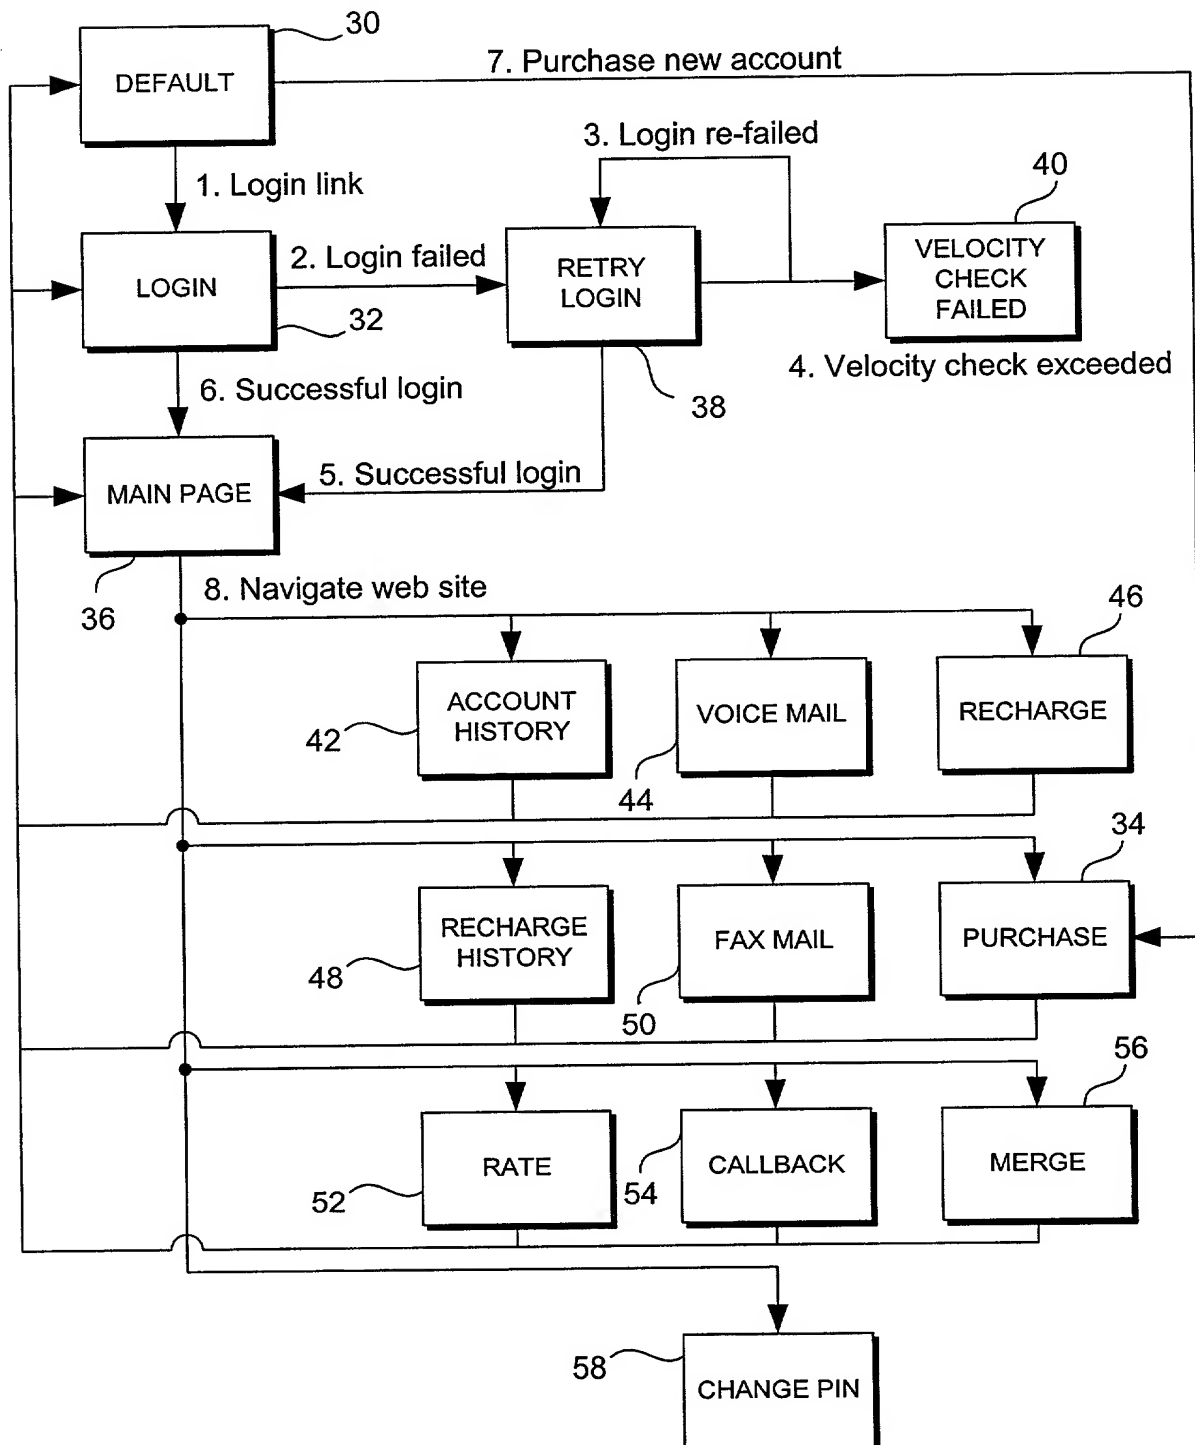 30
DEFAULT
7. Purchase new account
1. Login link
3. Login re-failed
40
LOGIN
2. Login failed
RETRY
LOGIN
VELOCITY
CHECK
FAILED
32
4. Velocity check exceeded
6. Successful login
38
MAIN PAGE
5. Successful login
36
8. Navigate web site
46
ACCOUNT
HISTORY
VOICE MAIL
RECHARGE
42
44
34
RECHARGE
HISTORY
FAX MAIL
PURCHASE
48
50
56
RATE
CALLBACK
MERGE
52
54
58
CHANGE PIN